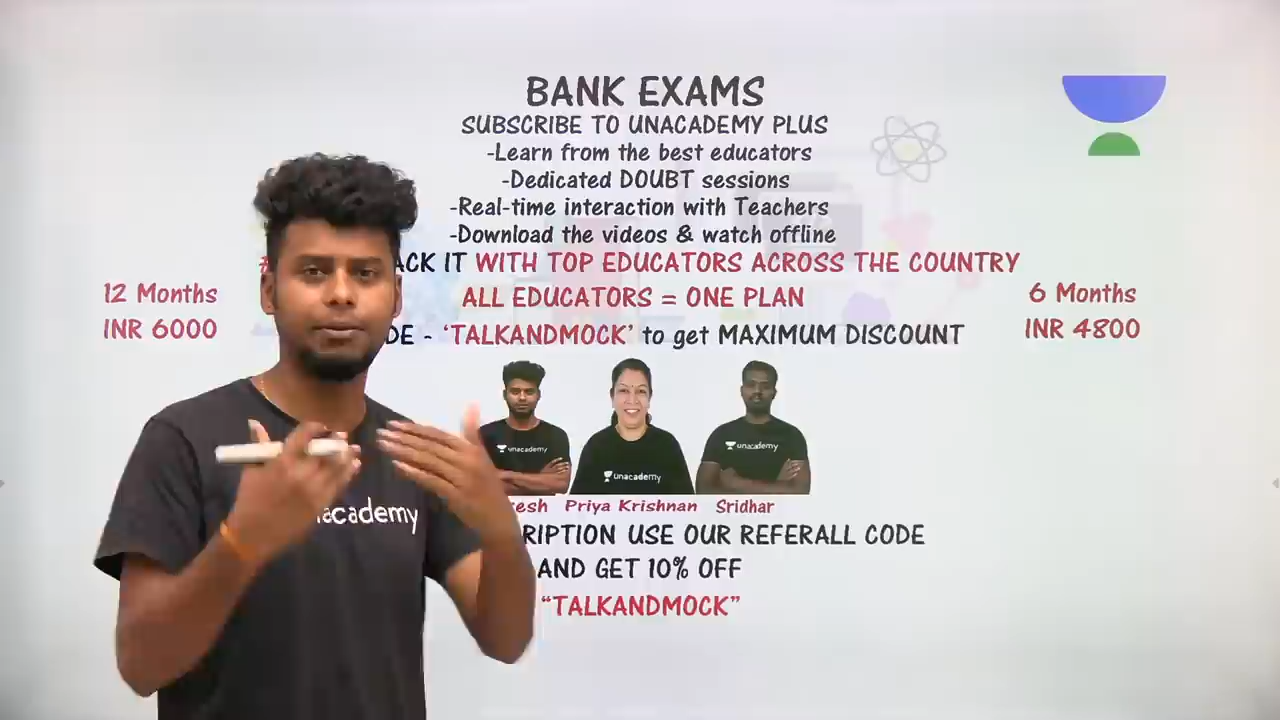 BANK EXAMS
SUBSCRIBE TO UNACADEMY PLUS
-Learn from the best educators
-Dedicated DOUBT sessions
-Real-time interaction with Teachers
-Download the videos & watch offline
IT WITH TOP EDUCATORS ACROSS THE COUNTRY
12 Months
INR 6000
ALL EDUCATORS = ONE PLAN
6 Months
INR 4800
- ‘TALKANDMOCK’ to get MAXIMUM DISCOUNT
unacademy
unacademy
unacademy
Priya Krishnan
Sridhar
USE OUR REFERALL CODE
AND GET 10% OFF
“TALKANDMOCK”